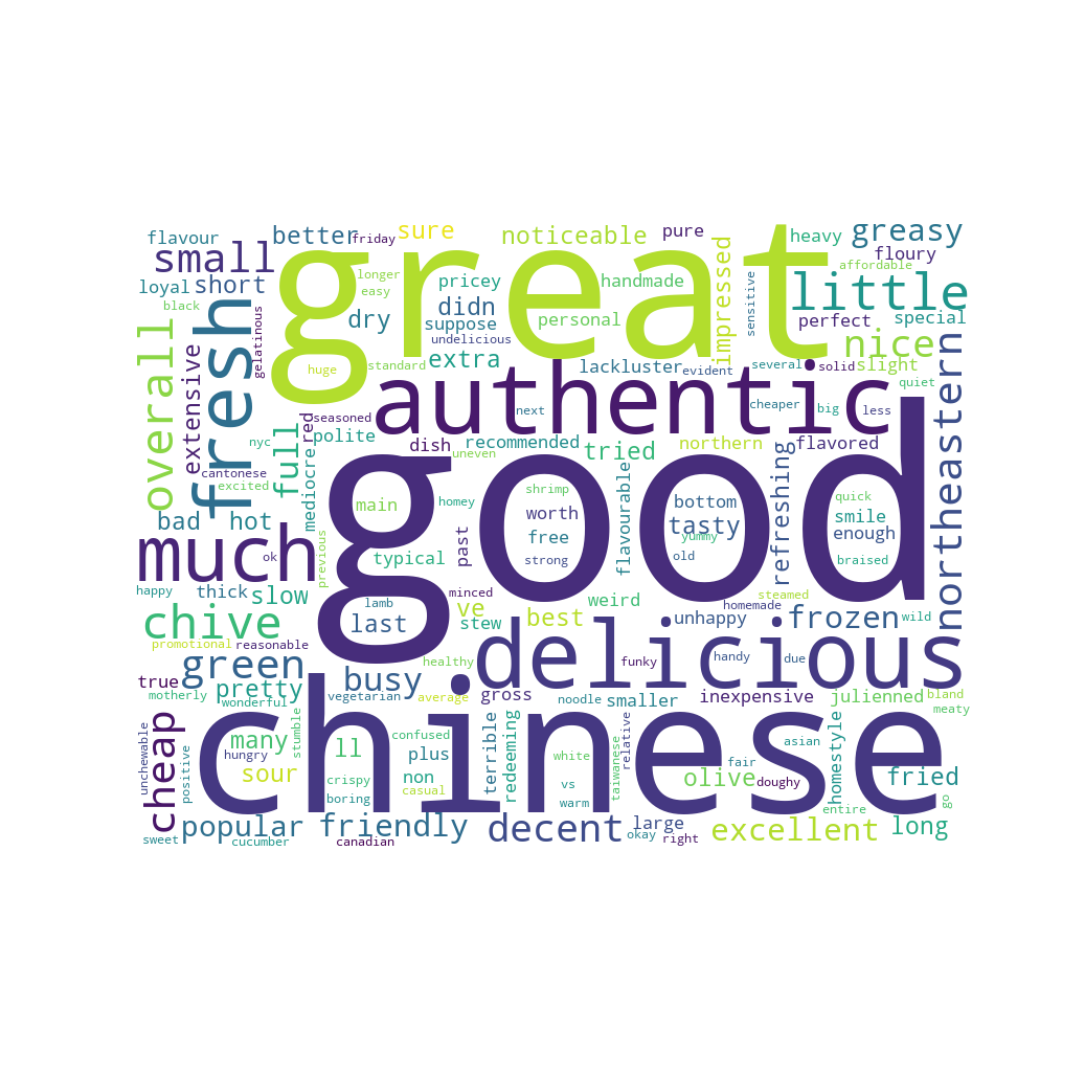 great
good
chinese
authentic
delicious
fresh
much
little
small
overall
nice
northeastern
chive
cheap
green
busy
frozen
decent
excellent
friendly
popular
greasy
full
flavour
better
friday
sure
noticeable
pure
heavy
floury
affordable
loyal
short
longer
easy
pricey
handmade
impressed
sensitive
black
gelatinous
dry
didn
suppose
undelicious
personal
perfect
special
extensive
huge
standard
extra
lackluster
evident
several
solid
slight
quiet
nyc
cantonese
excited
seasoned
red
polite
mediocre
dish
uneven
next
recommended
tried
northern
flavored
cheaper
big
less
bad
hot
ok
previous
main
homey
shrimp
worth
free
strong
flavourable
bottom
tasty
yummy
old
refreshing
quick
smile
enough
braised
typical
past
happy
thick
slow
lamb
last
minced
ve
stew
best
weird
unhappy
homemade
steamed
wild
promotional
reasonable
true
motherly
pretty
wonderful
vegetarian
healthy
average
gross
noodle
smaller
funky
handy
due
inexpensive
julienned
bland
meaty
unchewable
positive
many
hungry
stumble
sour
ll
crispy
boring
confused
plus
non
casual
terrible
redeeming
white
vs
warm
taiwanese
relative
olive
fair
doughy
asian
homestyle
fried
entire
go
sweet
cucumber
canadian
okay
large
right
long